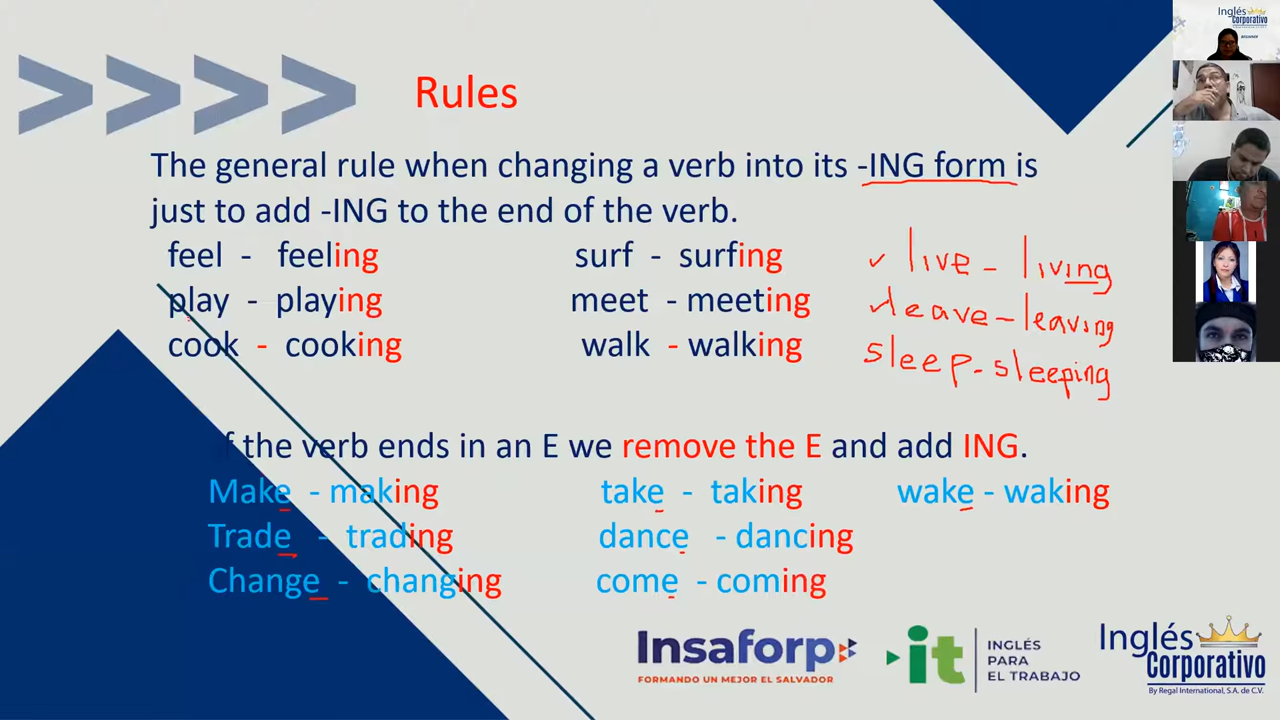 Rules
The general rule when changing a verb into its -ING form is
just to add -ING to the end of the verb.
feel - feeling surf - surfing
play - playing meet - meeting
cook - cooking walk - walking
live - living
leave - leaving
sleep - sleeping
If the verb ends in an E we remove the E and add ING.
Make - making take - taking wake - waking
Trade - trading dance - dancing
Change - changing come - coming
Insaforp
FORMANDO UN MEJOR EL SALVADOR
it
INGLÉS
PARA
EL TRABAJO
Inglés
Corporativo
By Regal International, S.A. de C.V.
Inglés
Corporativo